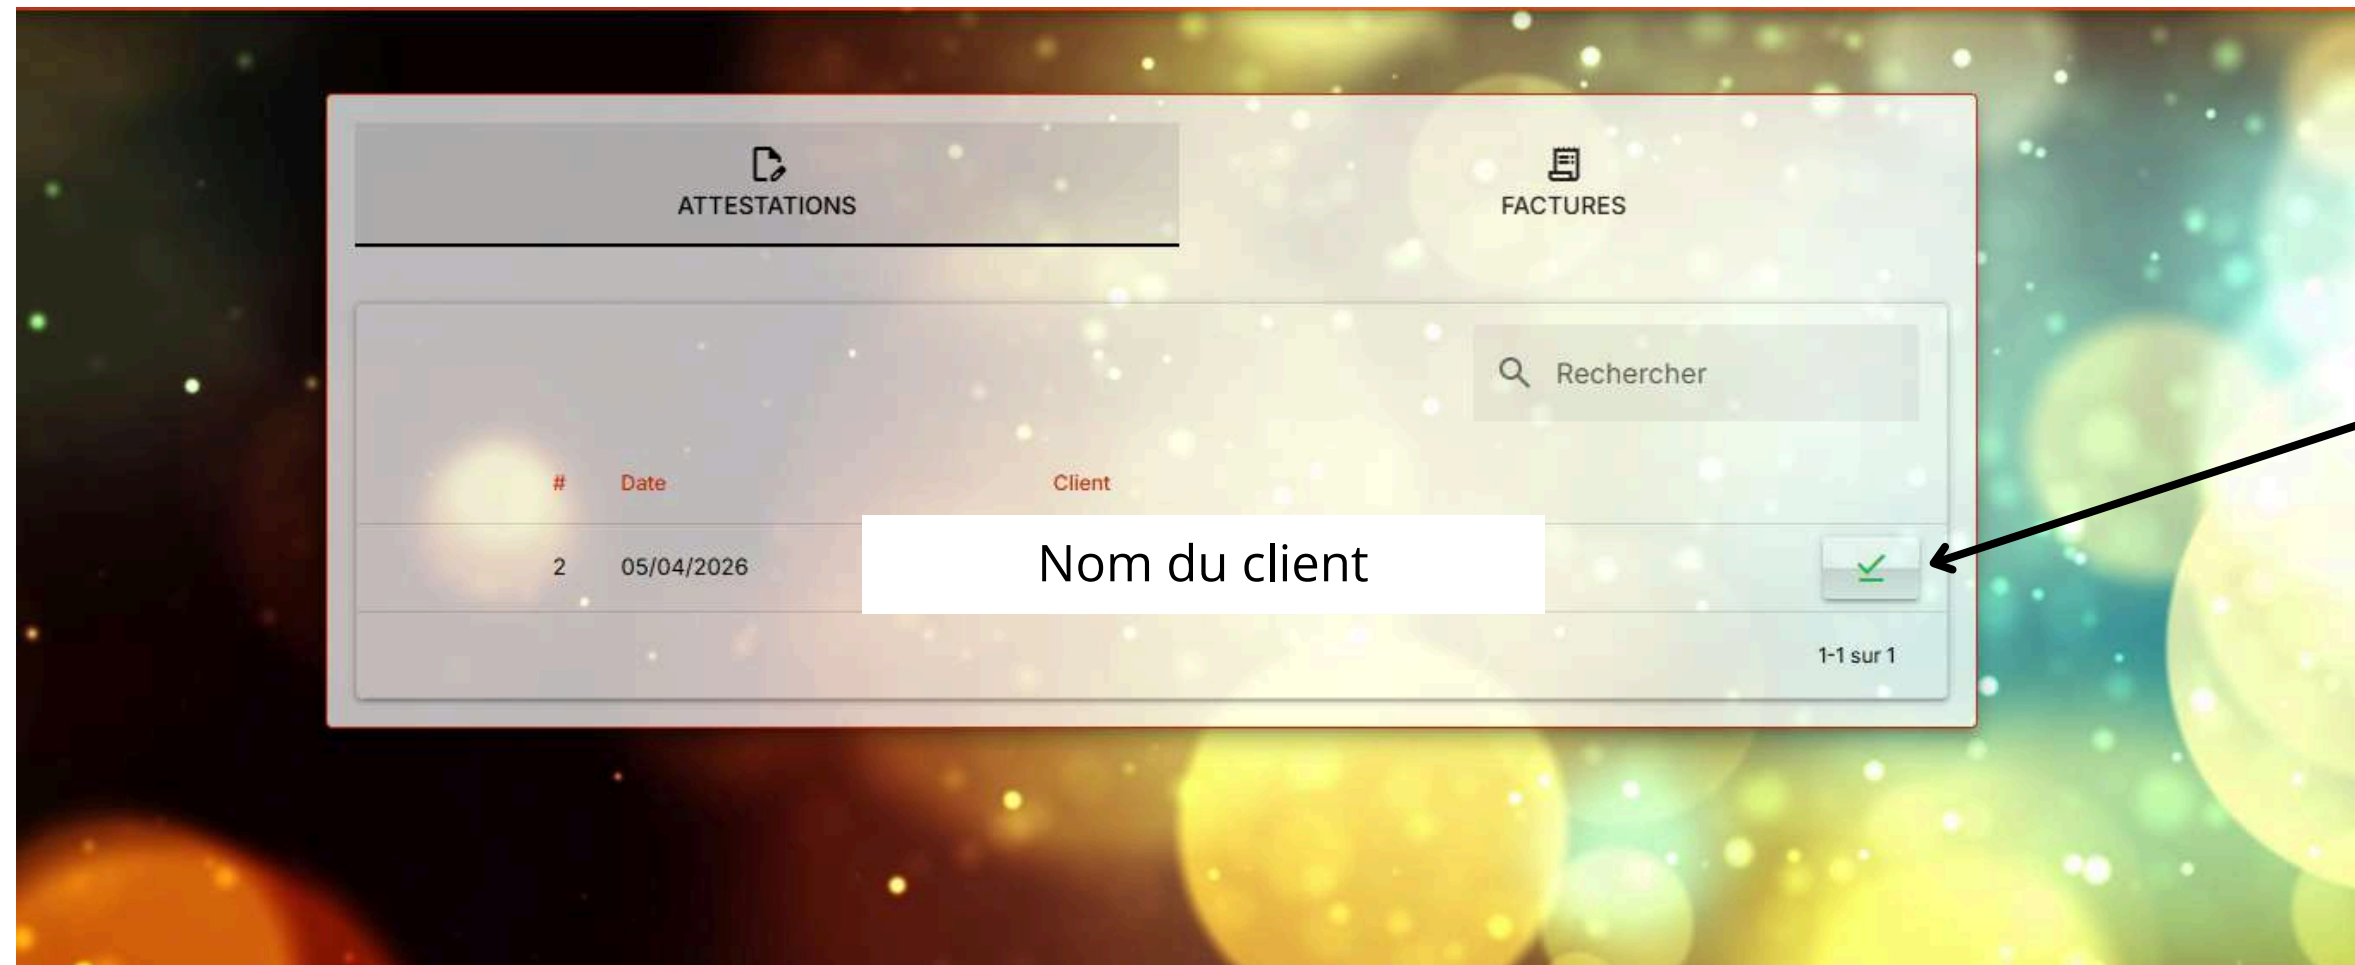 ATTESTATIONS
FACTURES
Rechercher
# Date Client
2 05/04/2026 Nom du client
1-1 sur 1